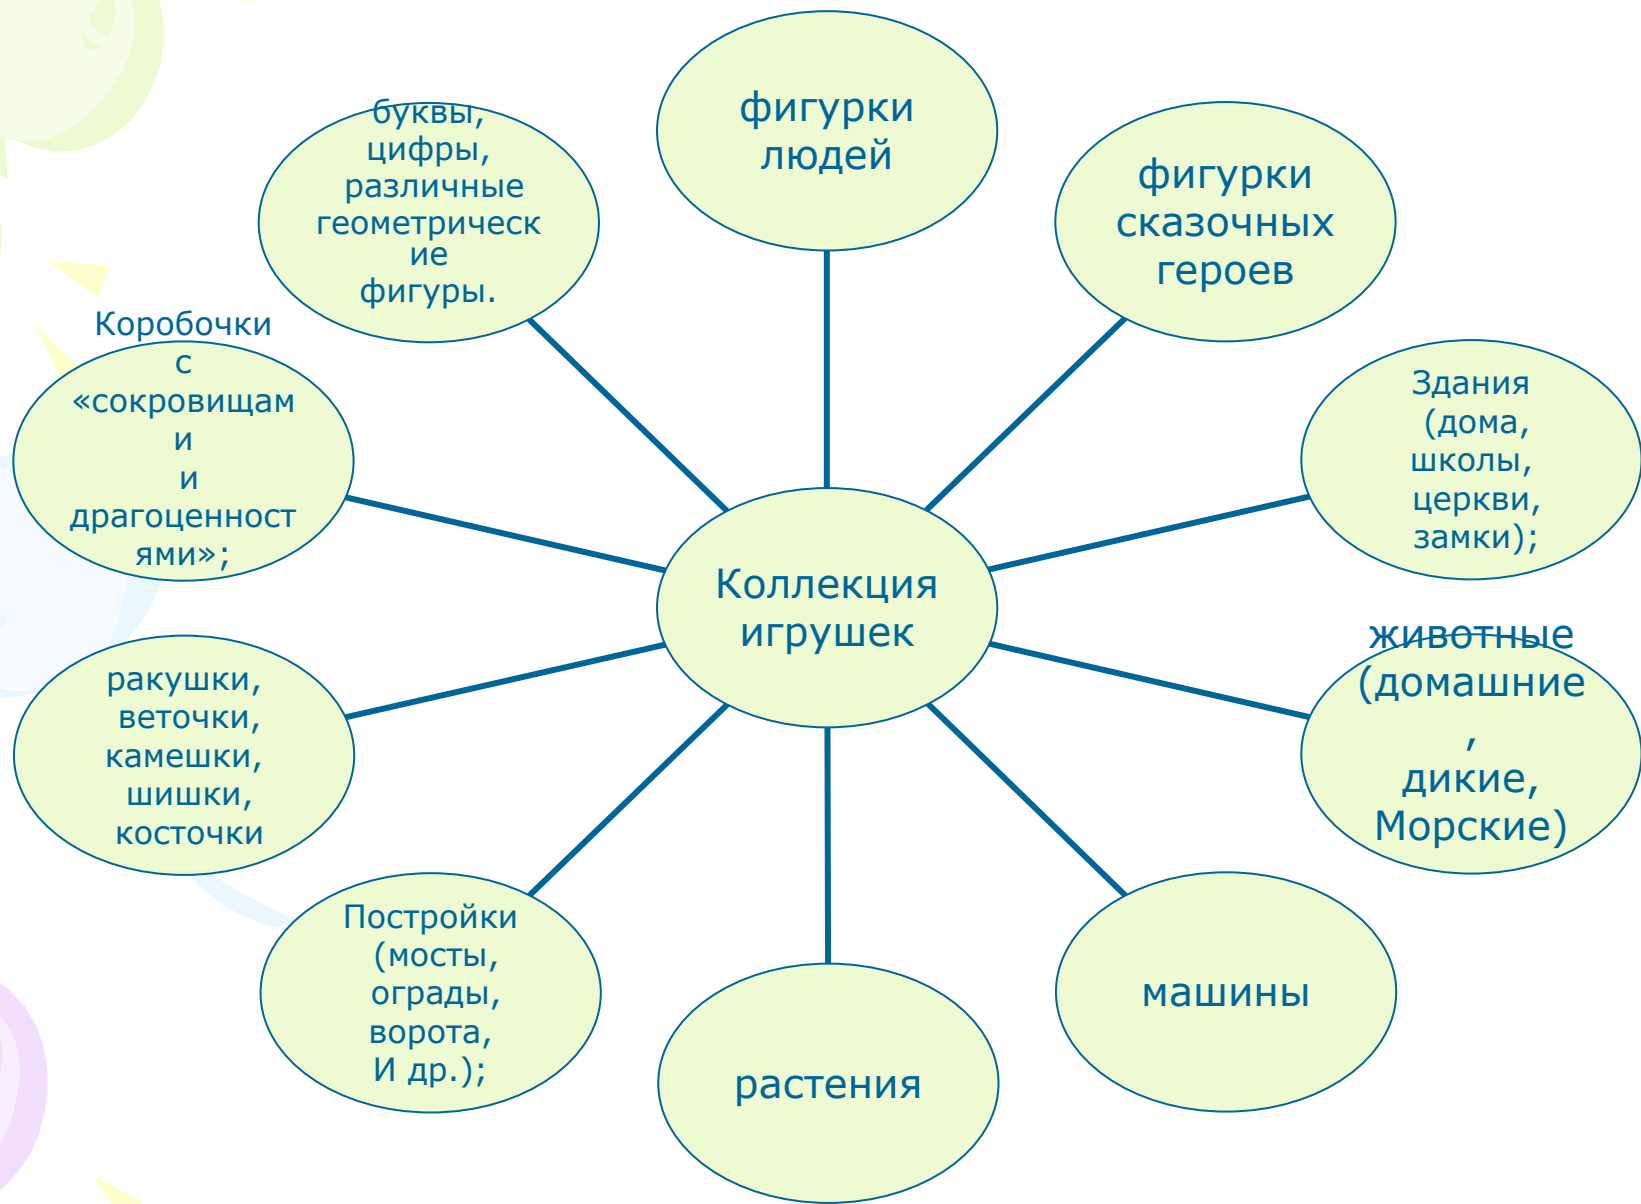 фигурки
людей
фигурки
сказочных
героев
Здания
(дома,
школы,
церкви,
замки);
животные
(домашние
,
дикие,
Морские)
машины
растения
Постройки
(мосты,
ограды,
ворота,
И др.);
ракушки,
веточки,
камешки,
шишки,
косточки
Коробочки
с
«сокровищам
и
и
драгоценност
ями»;
буквы,
цифры,
различные
геометрическ
ие
фигуры.
Коллекция
игрушек